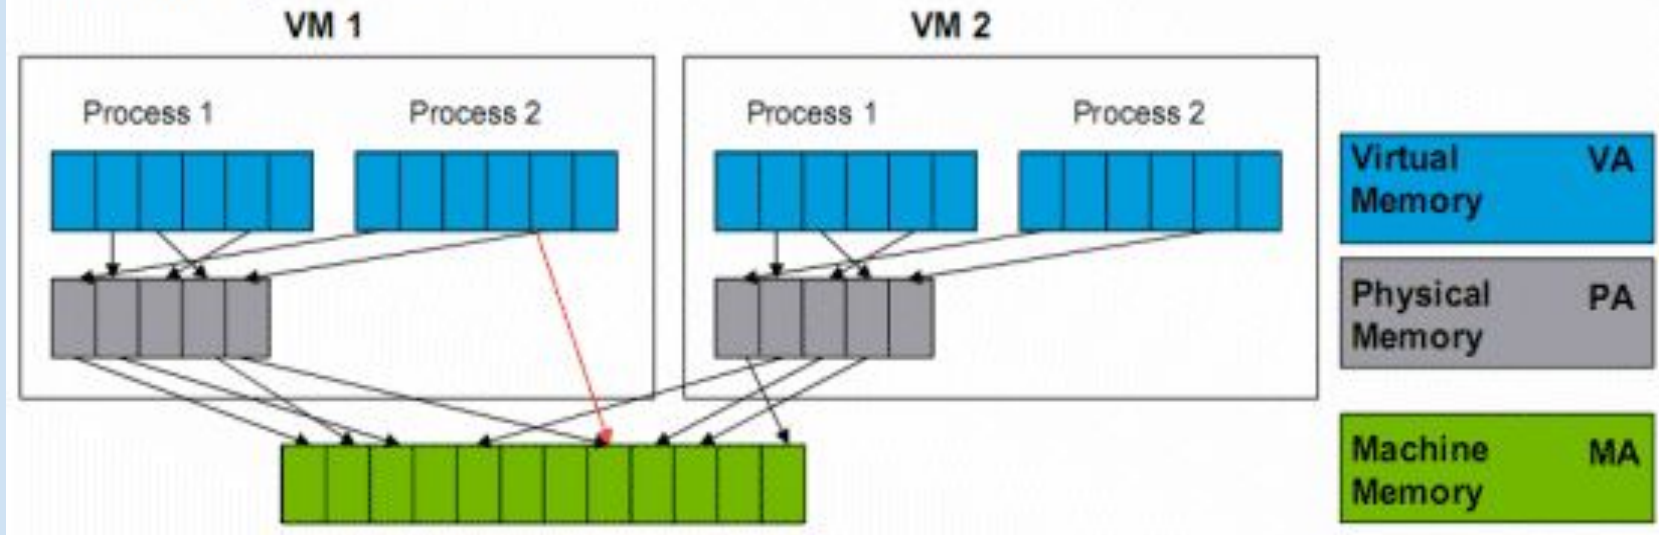 VM 1
VM 2
Process 1
Process 2
Process 1
Process 2
Virtual VA
Memory
Physical PA
Memory
Machine MA
Memory